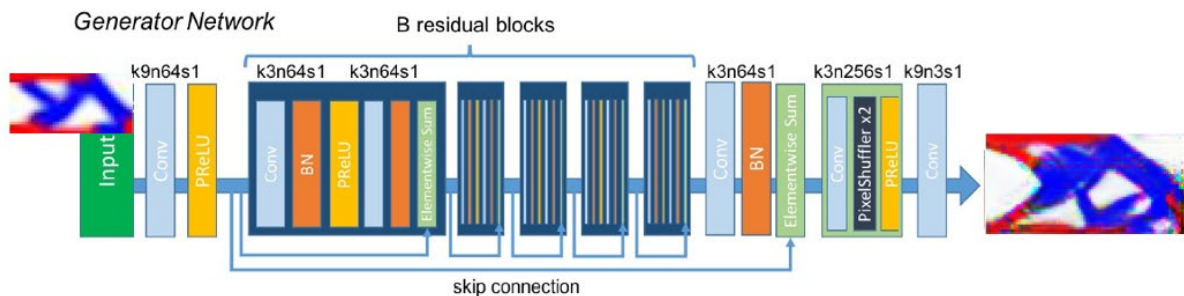 Generator Network
B residual blocks
k9n64s1
k3n64s1
k3n64s1
k3n64s1
k3n256s1
k9n3s1
Input
Conv
PReLU
Conv
BN
PReLU
Elementwise Sum
Conv
BN
Elementwise Sum
Conv
PixelShuffler x2
PReLU
Conv
skip connection